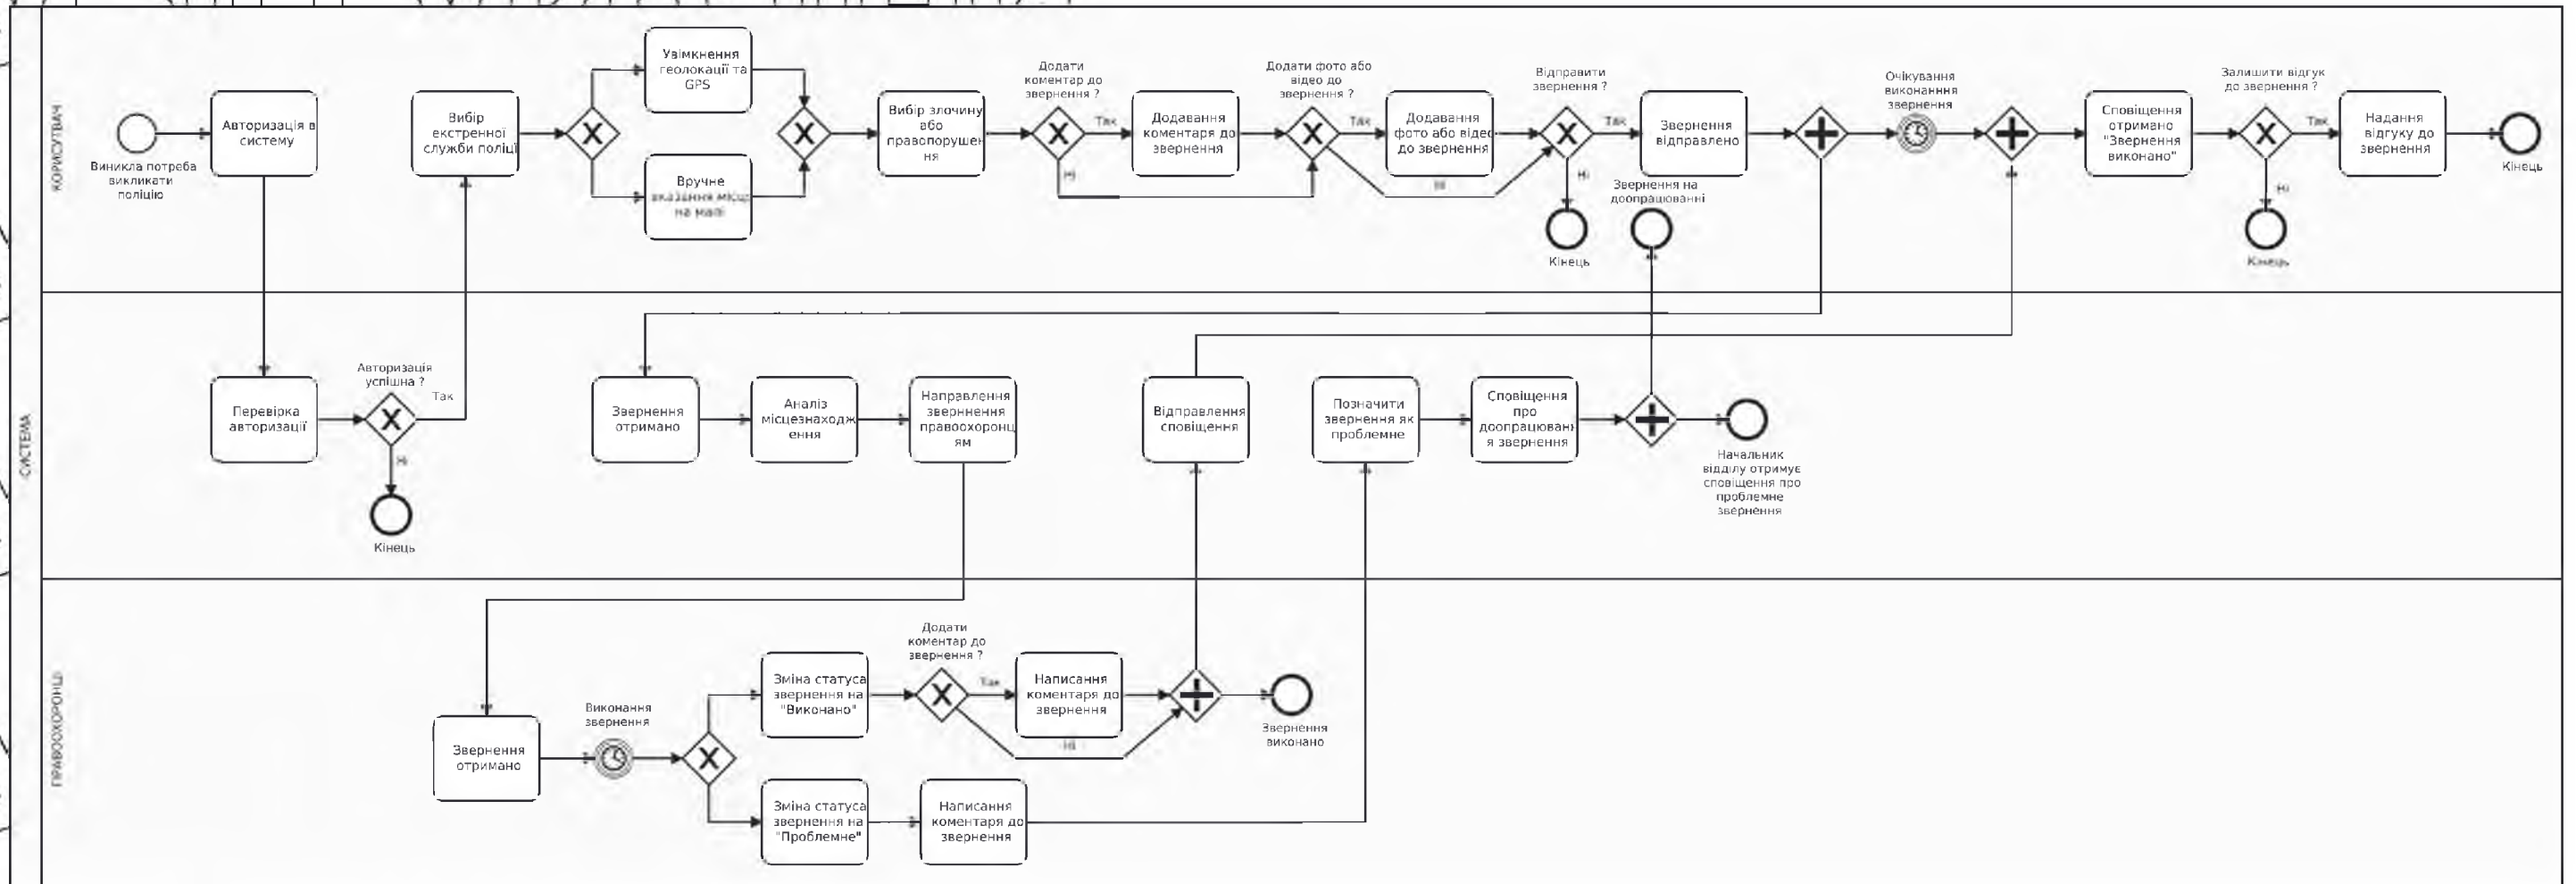 КОРИСУТВАЧ
Виникла потреба
викликати
поліцію
Авторизація в
систему
Вибір
екстренної
служби поліції
Увімкнення
геолокації та
GPS
Вручне
вказання місця
на мапі
Вибір злочину
або
правопорушен
ня
Додати
коментар до
звернення ?
Так
Ні
Додавання
коментаря до
звернення
Додати фото або
відео до
звернення ?
Так
Ні
Додавання
фото або відео
до звернення
Відправити
звернення ?
Так
Ні
Кінець
Звернення
відправлено
Звернення на
доопрацюванні
Очікування
виконанння
звернення
Сповіщення
отримано
"Звернення
виконано"
Залишити відгук
до звернення ?
Так
Ні
Кінець
Надання
відгуку до
звернення
Кінець
СИСТЕМА
Перевірка
авторизації
Авторизація
успішна ?
Так
Ні
Кінець
Звернення
отримано
Аналіз
місцезнаходж
ення
Направлення
зверннення
правоохоронц
ям
Відправлення
сповіщення
Позначити
звернення як
проблемне
Сповіщення
про
доопрацюванн
я звернення
Начальник
відділу отримує
сповіщення про
проблемне
звернення
ПРАВООХОРОНЦІ
Звернення
отримано
Виконання
звернення
Зміна статуса
звернення на
"Виконано"
Додати
коментар до
звернення ?
Так
Ні
Написання
коментаря до
звернення
Звернення
виконано
Зміна статуса
звернення на
"Проблемне"
Написання
коментаря до
звернення